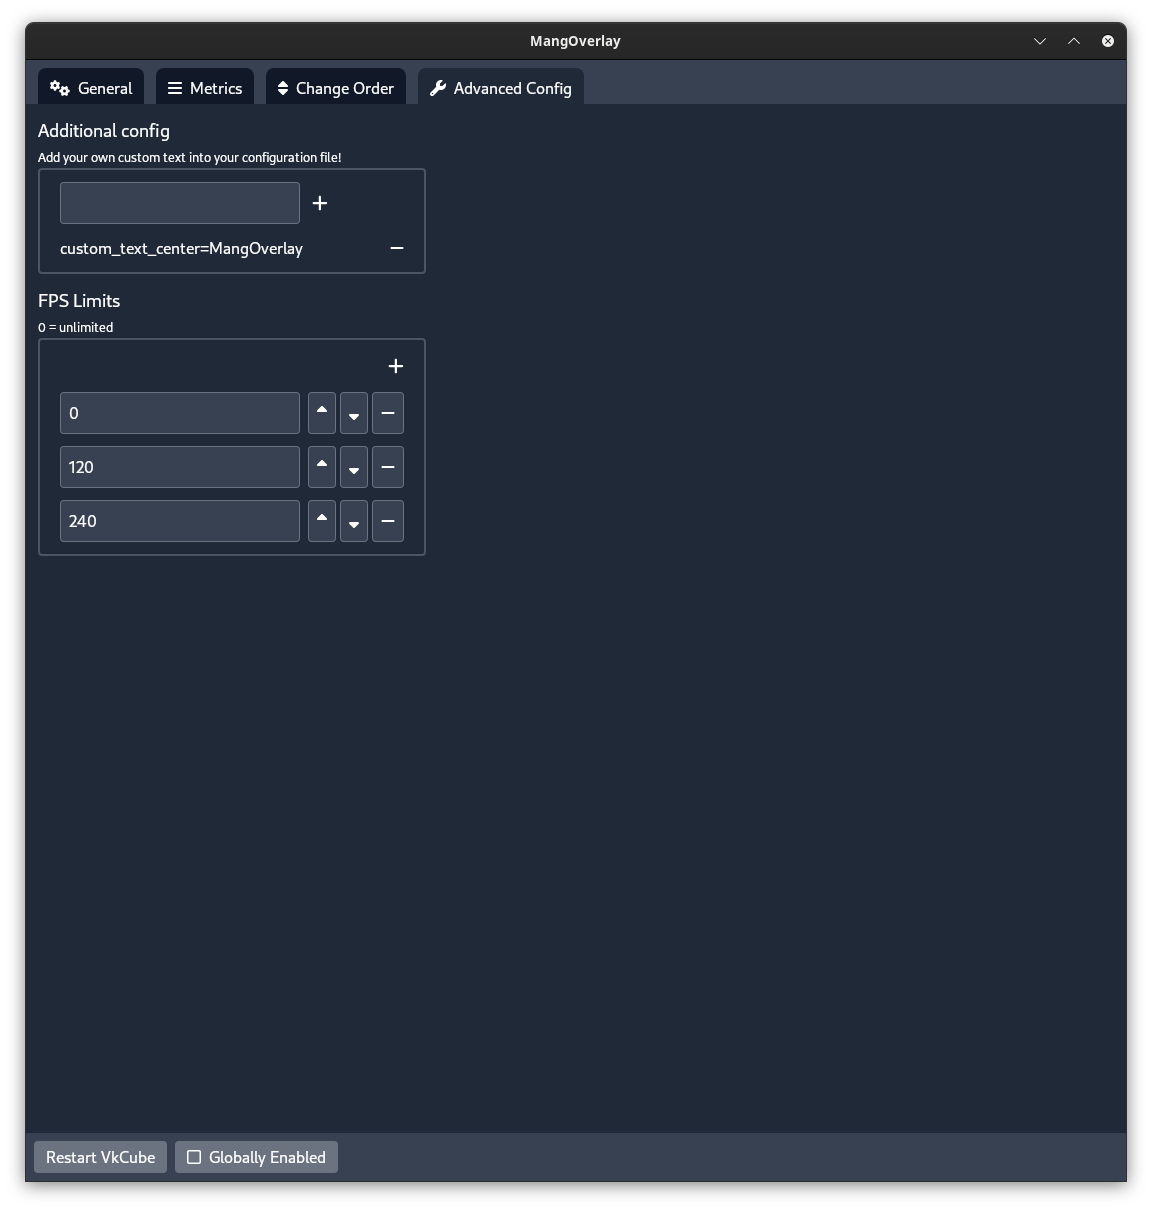 MangOverlay
General
Metrics
Change Order
Advanced Config
Additional config
Add your own custom text into your configuration file!
custom_text_center=MangOverlay
FPS Limits
0 = unlimited
0
120
240
Restart VkCube
Globally Enabled